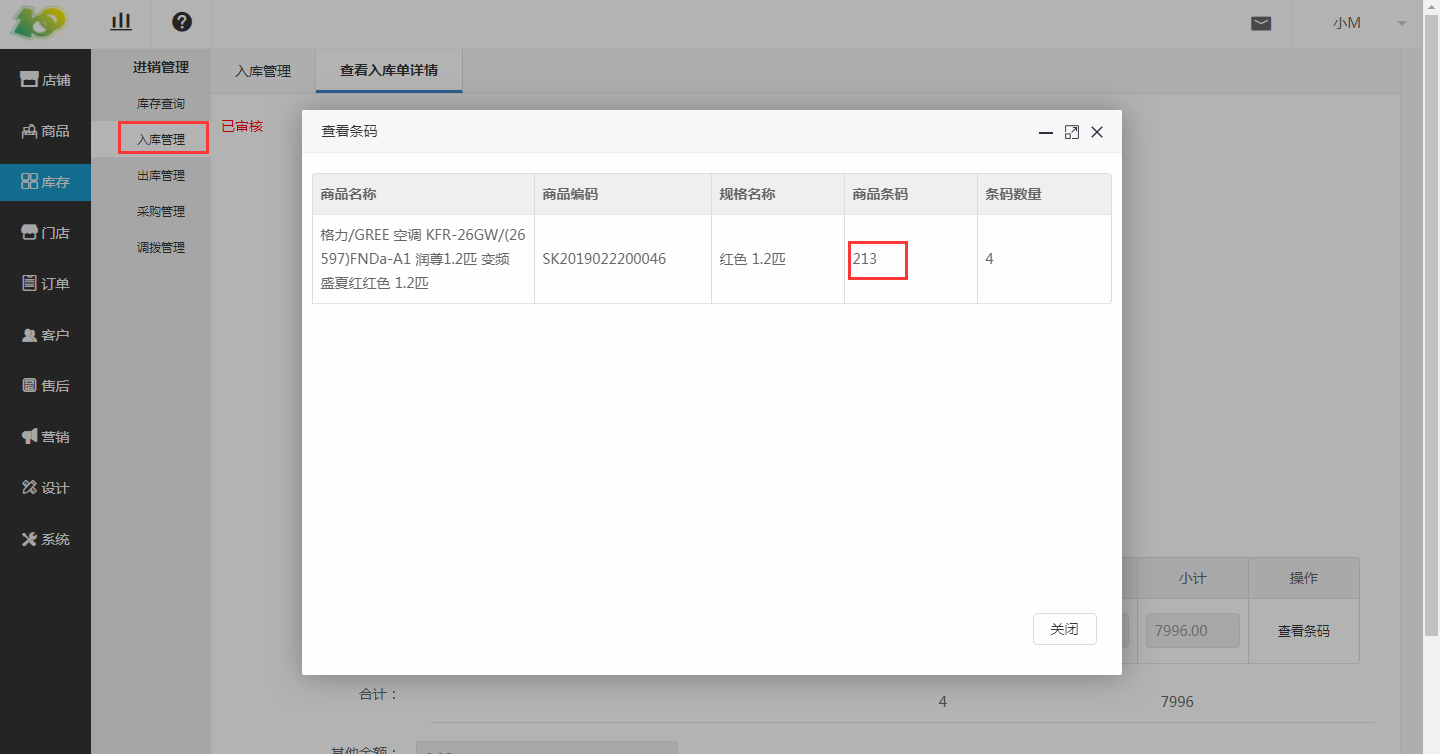 小M
店铺
商品
库存
门店
订单
客户
售后
营销
设计
系统
进销管理
库存查询
入库管理
出库管理
采购管理
调拨管理
入库管理
查看入库单详情
已审核
查看条码
商品名称
商品编码
规格名称
商品条码
条码数量
格力/GREE 空调 KFR-26GW/(26
597)FNDa-A1 润尊1.2匹 变频
盛夏红红色 1.2匹
SK2019022200046
红色 1.2匹
213
4
关闭
小计
操作
7996.00
查看条码
合计：
4
7996
其他金额：